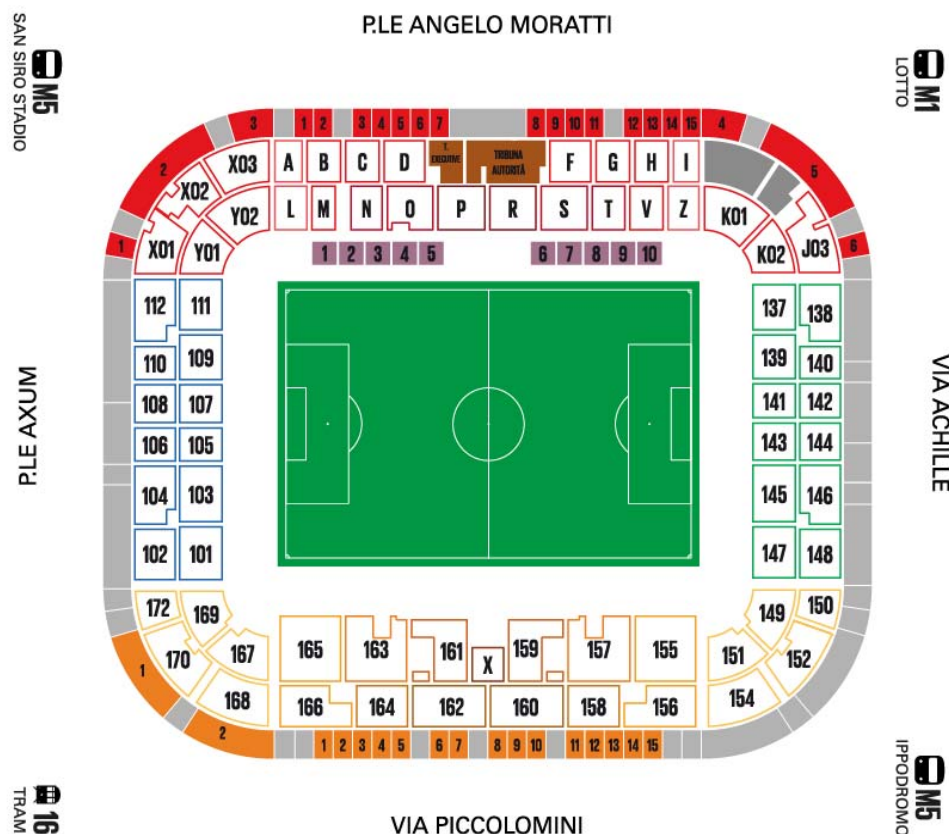 P.LE ANGELO MORATTI
SAN SIRO STADIO
M5
M1
LOTTO
3 1 2 3 4 5 6 7 8 9 10 11 12 13 14 15 4
2 5
X03 A B C D T. EXECUTIVE TRIBUNA AUTORITÀ F G H I
X02
Y02 L M N O P R S T V Z K01
1 X01 Y01 K02 J03 6
1 2 3 4 5 6 7 8 9 10
112 111 137 138
110 109 139 140
108 107 141 142
106 105 143 144
104 103 145 146
102 101 147 148
P.LE AXUM
VIA ACHILLE
172 169 149 150
170 167 165 163 161 X 159 157 155 151 152
1 168 166 164 162 160 158 156 154
2 1 2 3 4 5 6 7 8 9 10 11 12 13 14 15
16
TRAM
VIA PICCOLOMINI
M5
IPPODROMO